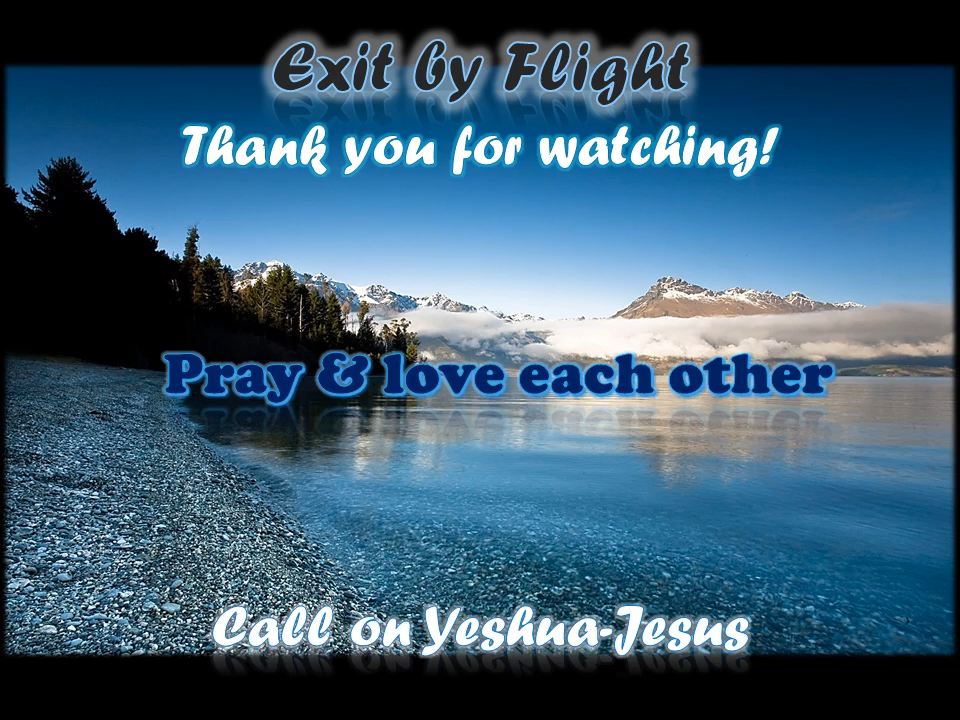 Exit by Flight
Thank you for watching!
Pray & love each other
Call on Yeshua-Jesus